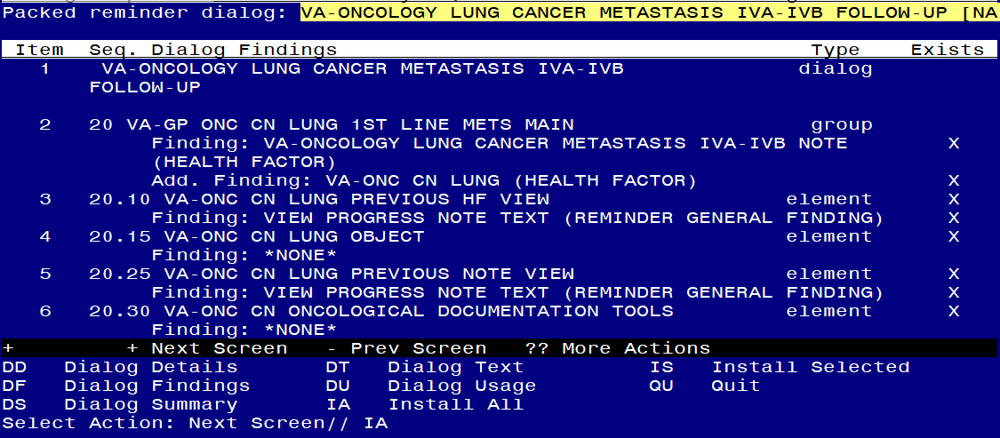 Packed reminder dialog: VA-ONCOLOGY LUNG CANCER METASTASIS IVA-IVB FOLLOW-UP [NA
Item Seq. Dialog Findings Type Exists
1 VA-ONCOLOGY LUNG CANCER METASTASIS IVA-IVB dialog
FOLLOW-UP
2 20 VA-GP ONC CN LUNG 1ST LINE METS MAIN group
Finding: VA-ONCOLOGY LUNG CANCER METASTASIS IVA-IVB NOTE X
(HEALTH FACTOR)
Add. Finding: VA-ONC CN LUNG (HEALTH FACTOR) X
3 20.10 VA-ONC CN LUNG PREVIOUS HF VIEW element X
Finding: VIEW PROGRESS NOTE TEXT (REMINDER GENERAL FINDING) X
4 20.15 VA-ONC CN LUNG OBJECT element X
Finding: *NONE*
5 20.25 VA-ONC CN LUNG PREVIOUS NOTE VIEW element X
Finding: VIEW PROGRESS NOTE TEXT (REMINDER GENERAL FINDING) X
6 20.30 VA-ONC CN ONCOLOGICAL DOCUMENTATION TOOLS element X
Finding: *NONE*
+ + Next Screen - Prev Screen ?? More Actions
DD Dialog Details DT Dialog Text IS Install Selected
DF Dialog Findings DU Dialog Usage QU Quit
DS Dialog Summary IA Install All
Select Action: Next Screen// IA